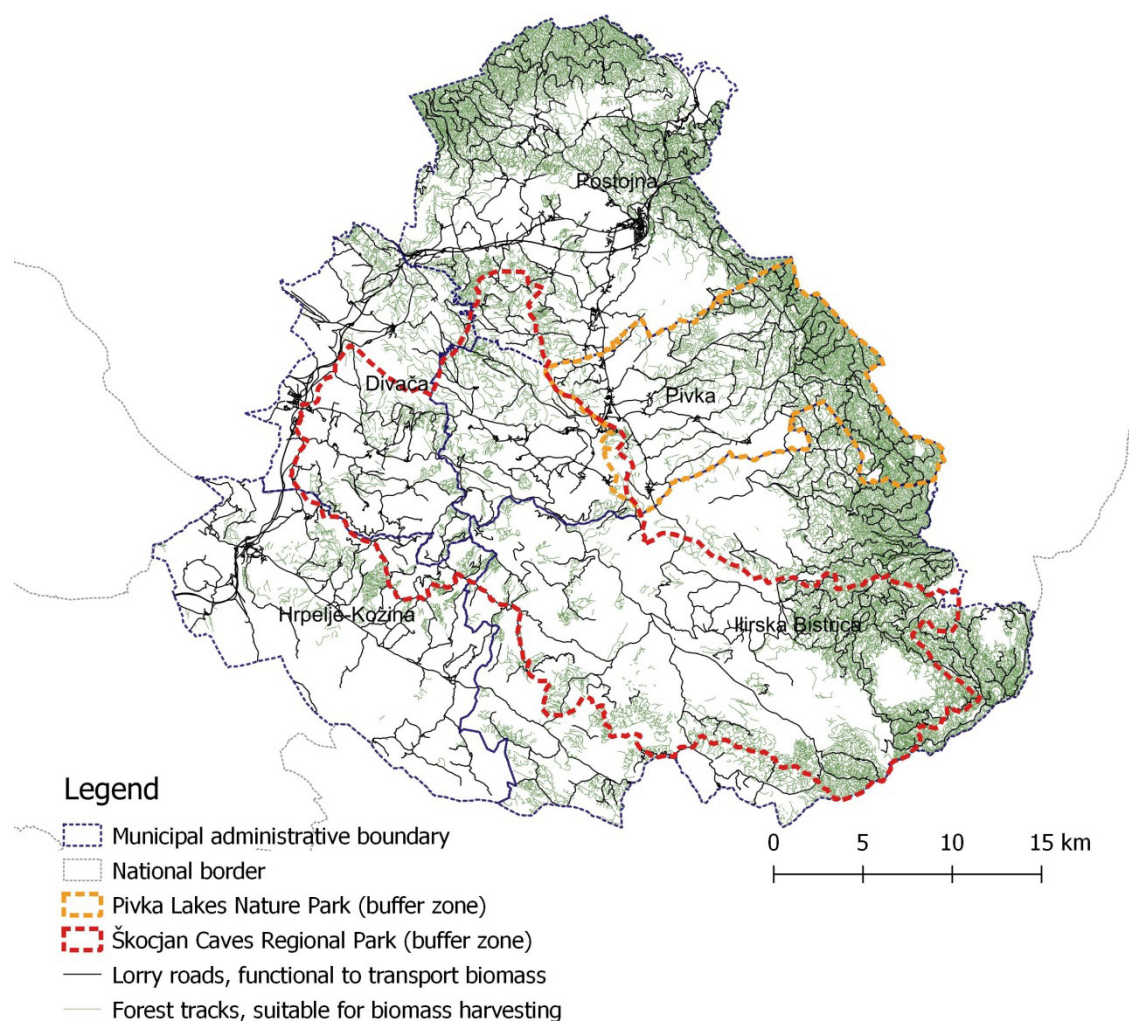 Postojna
Divača
Pivka
Hrpelje-Kožina
Ilirska Bistrica
Legend
Municipal administrative boundary
National border
Pivka Lakes Nature Park (buffer zone)
Škocjan Caves Regional Park (buffer zone)
Lorry roads, functional to transport biomass
Forest tracks, suitable for biomass harvesting
0 5 10 15 km